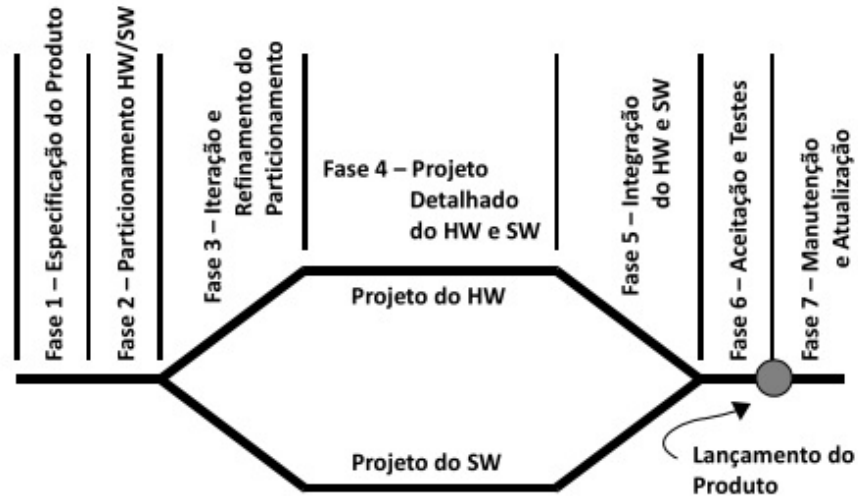 Fase 1 – Especificação do Produto
Fase 2 – Particionamento HW/SW
Fase 3 – Iteração e
Refinamento do
Particionamento
Fase 4 – Projeto
Detalhado
do HW e SW
Fase 5 – Integração
do HW e SW
Fase 6 – Aceitação e Testes
Fase 7 – Manutenção
e Atualização
Projeto do HW
Projeto do SW
Lançamento do
Produto